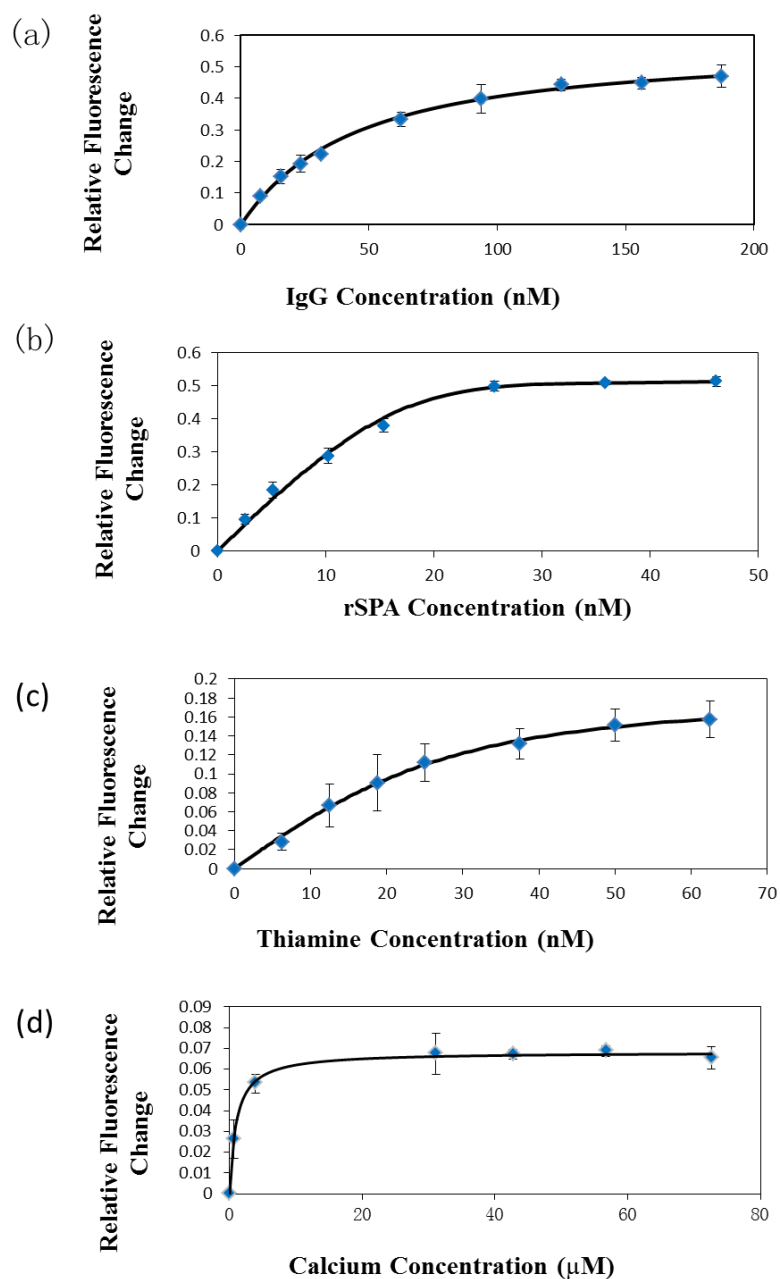 (a)
Relative Fluorescence
Change
0.6
0.5
0.4
0.3
0.2
0.1
0
0 50 100 150 200
IgG Concentration (nM)
(b)
Relative Fluorescence
Change
0.6
0.5
0.4
0.3
0.2
0.1
0
0 10 20 30 40 50
rSPA Concentration (nM)
(c)
Relative Fluorescence
Change
0.2
0.18
0.16
0.14
0.12
0.1
0.08
0.06
0.04
0.02
0
0 10 20 30 40 50 60 70
Thiamine Concentration (nM)
(d)
Relative Fluorescence
Change
0.09
0.08
0.07
0.06
0.05
0.04
0.03
0.02
0.01
0
0 20 40 60 80
Calcium Concentration (μM)